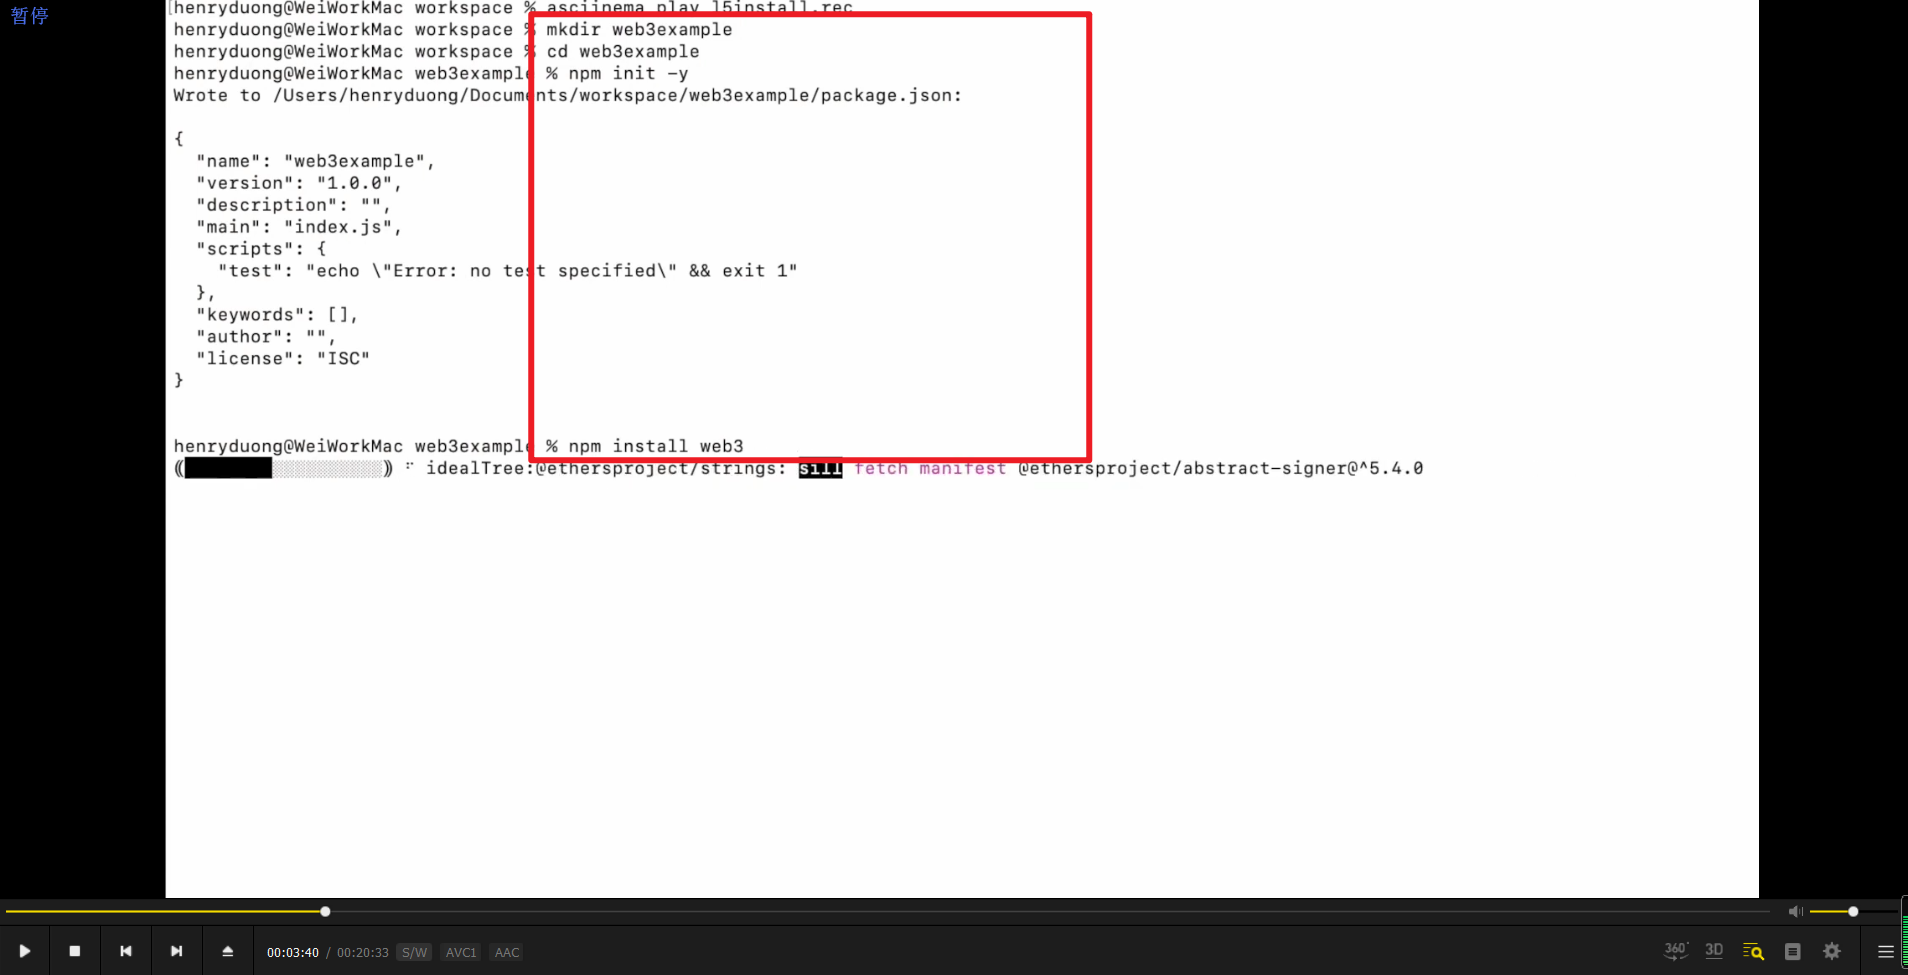 暂停
henryduong@WeiWorkMac workspace % asciinema play l5install.rec
henryduong@WeiWorkMac workspace % mkdir web3example
henryduong@WeiWorkMac workspace % cd web3example
henryduong@WeiWorkMac web3example % npm init -y
Wrote to /Users/henryduong/Documents/workspace/web3example/package.json:
{
"name": "web3example",
"version": "1.0.0",
"description": "",
"main": "index.js",
"scripts": {
"test": "echo \"Error: no test specified\" && exit 1"
},
"keywords": [],
"author": "",
"license": "ISC"
}
henryduong@WeiWorkMac web3example % npm install web3
idealTree:@ethersproject/strings: sill fetch manifest @ethersproject/abstract-signer@^5.4.0
00:03:40 / 00:20:33 S/W AVC1 AAC 360° 3D